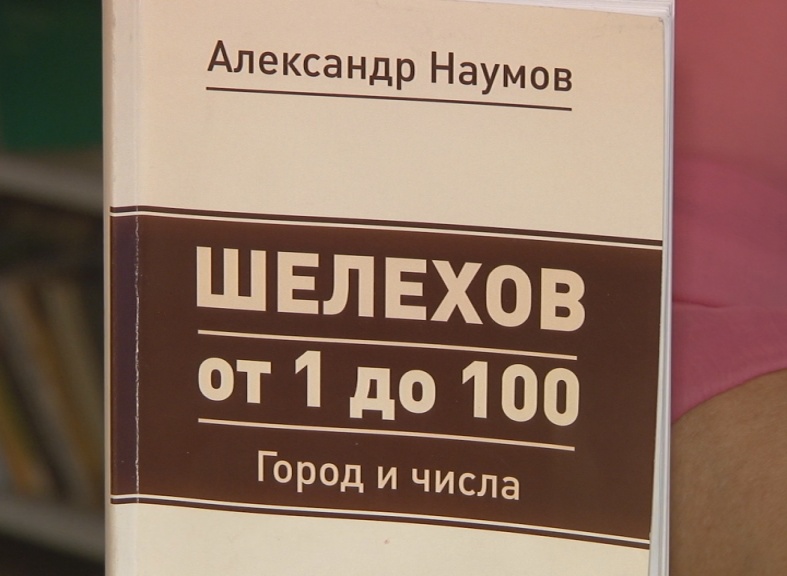 Александр Наумов
ШЕЛЕХОВ
от 1 до 100
Город и числа